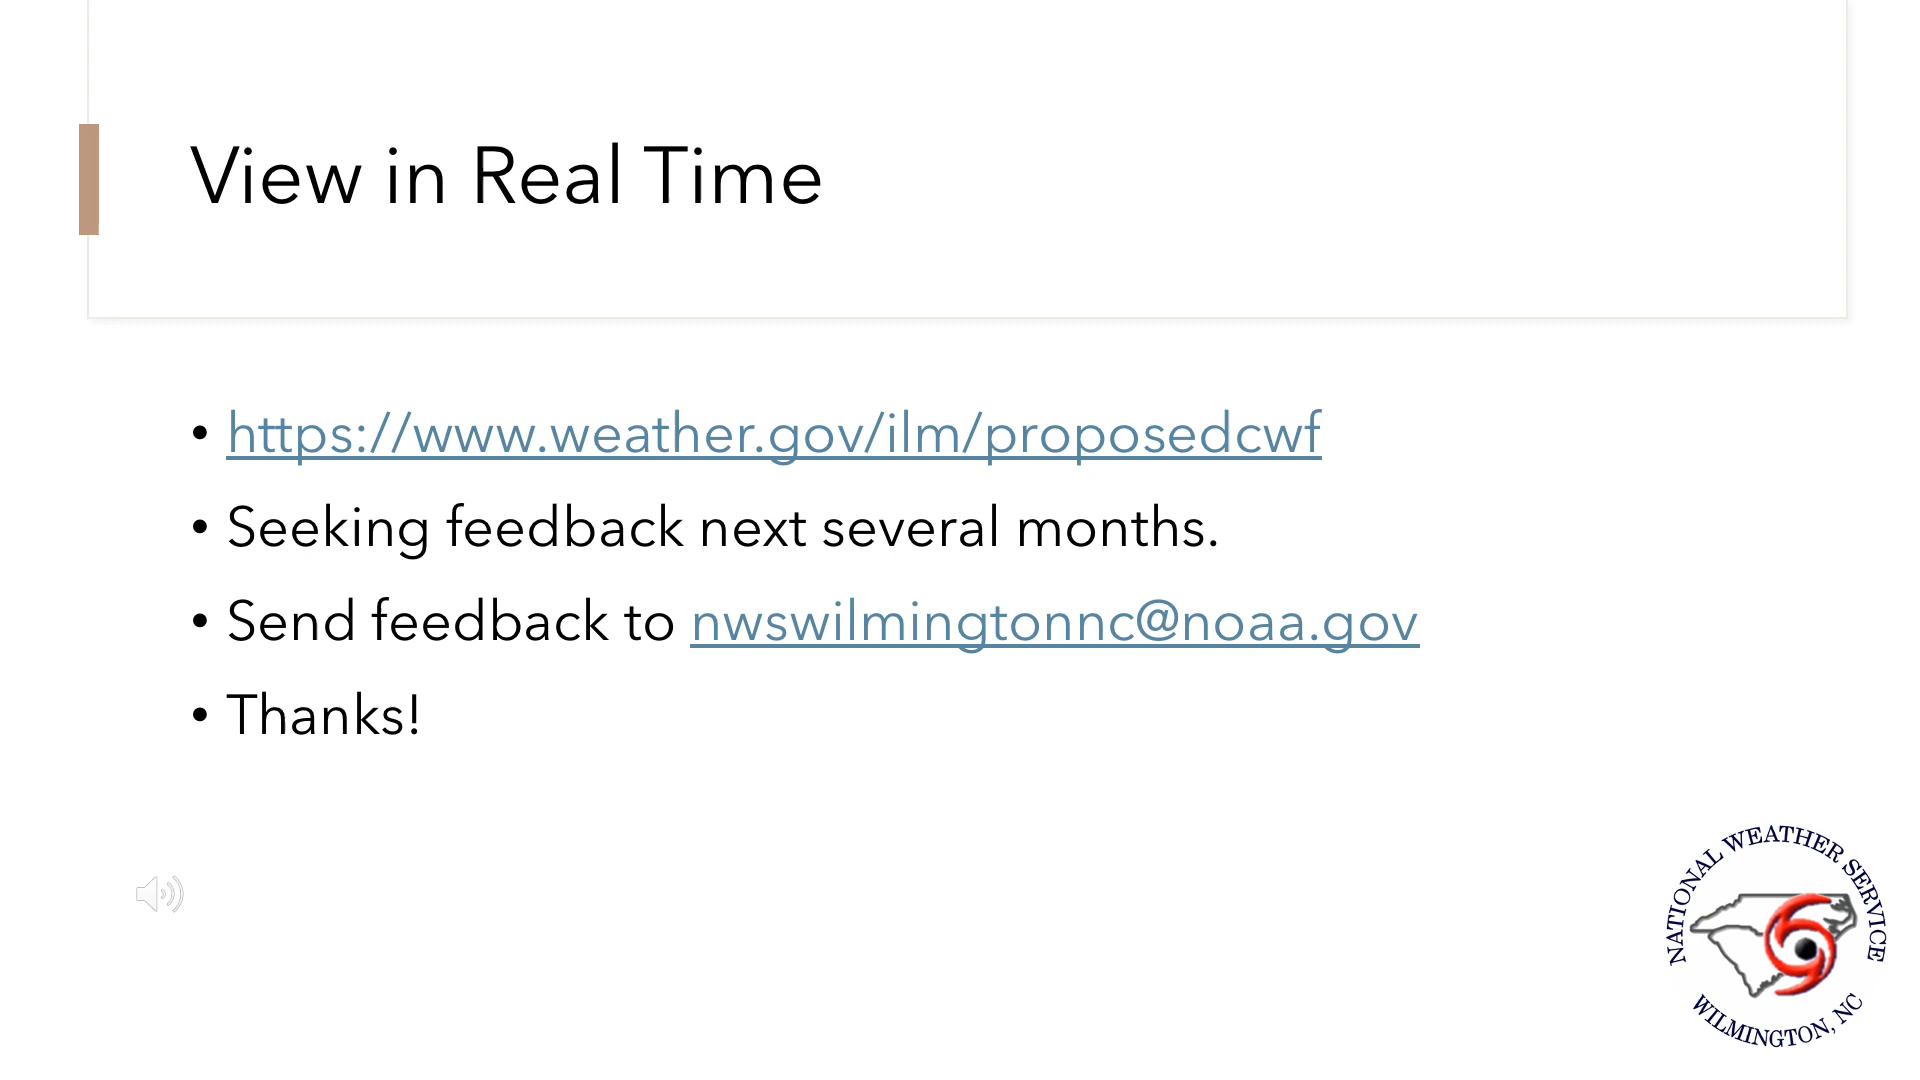 View in Real Time
• https://www.weather.gov/ilm/proposedcwf
• Seeking feedback next several months.
• Send feedback to nwswilmingtonnc@noaa.gov
• Thanks!
NATIONAL WEATHER SERVICE
WILMINGTON, NC